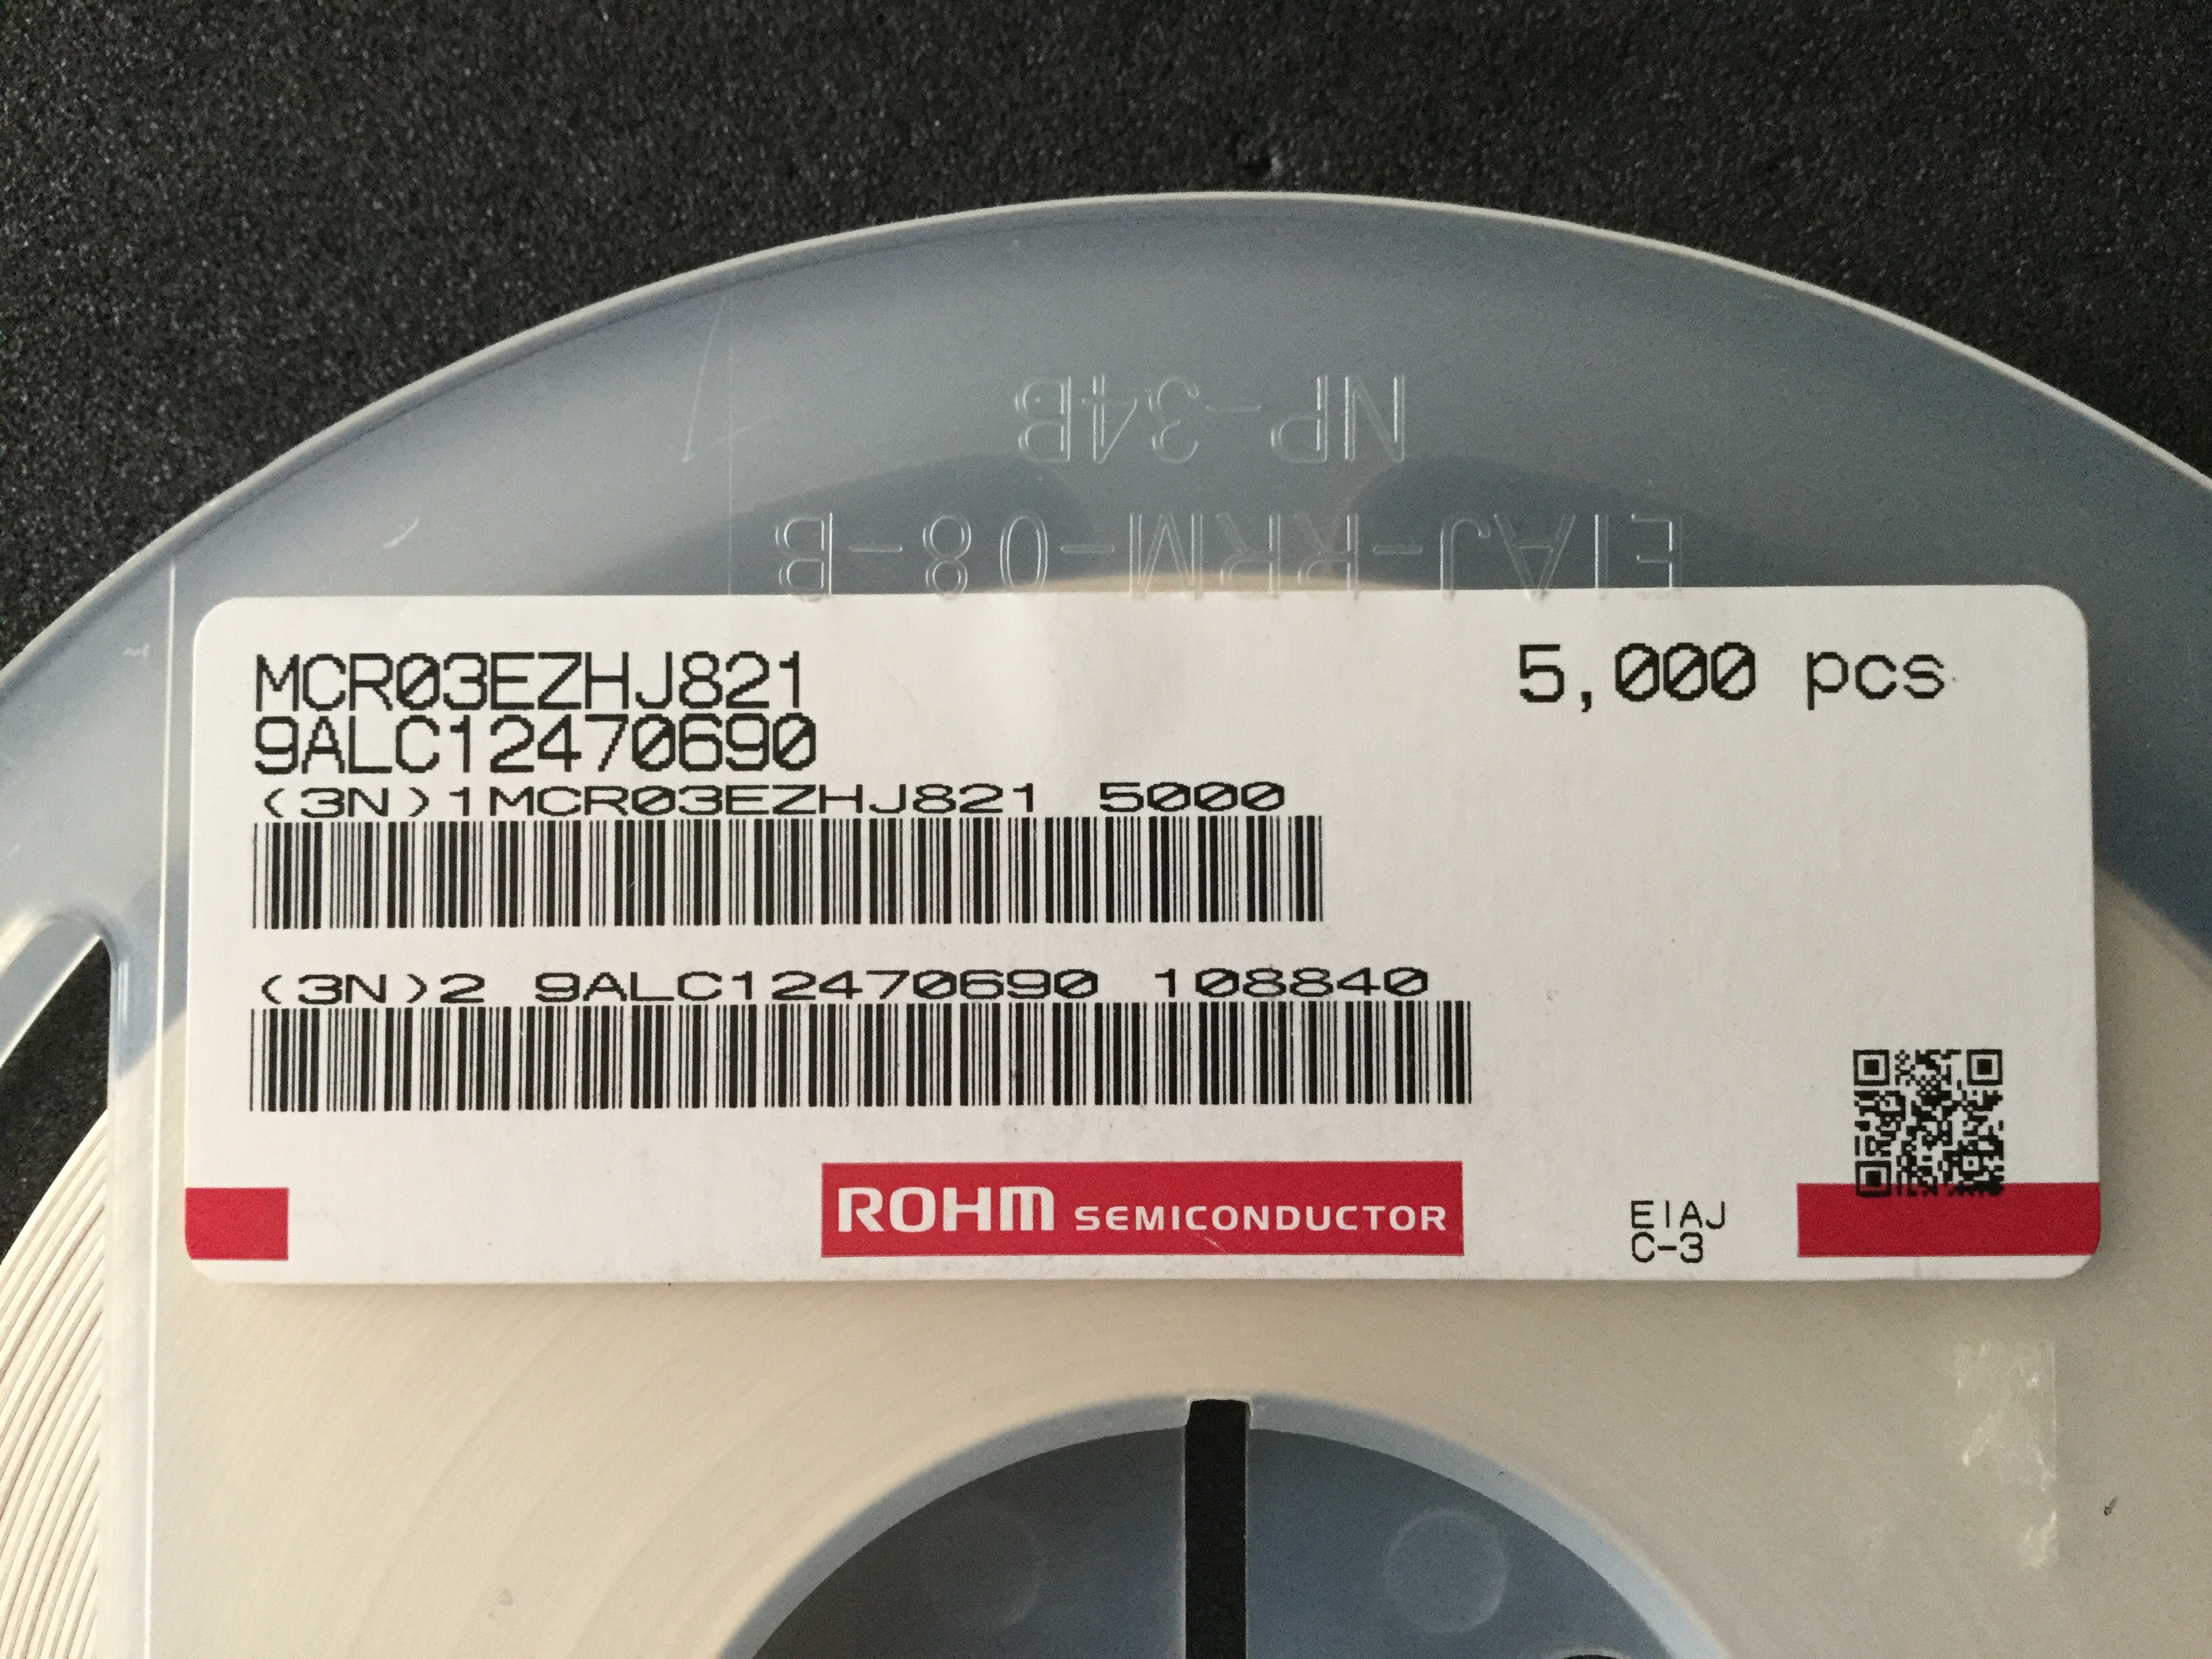 NP-34B
EIAJ-RRM-08-B
MCR03EZHJ821 5,000 pcs
9ALC12470690
(3N)1MCR03EZHJ821 5000
(3N)2 9ALC12470690 108840
ROHM SEMICONDUCTOR
EIAJ
C-3